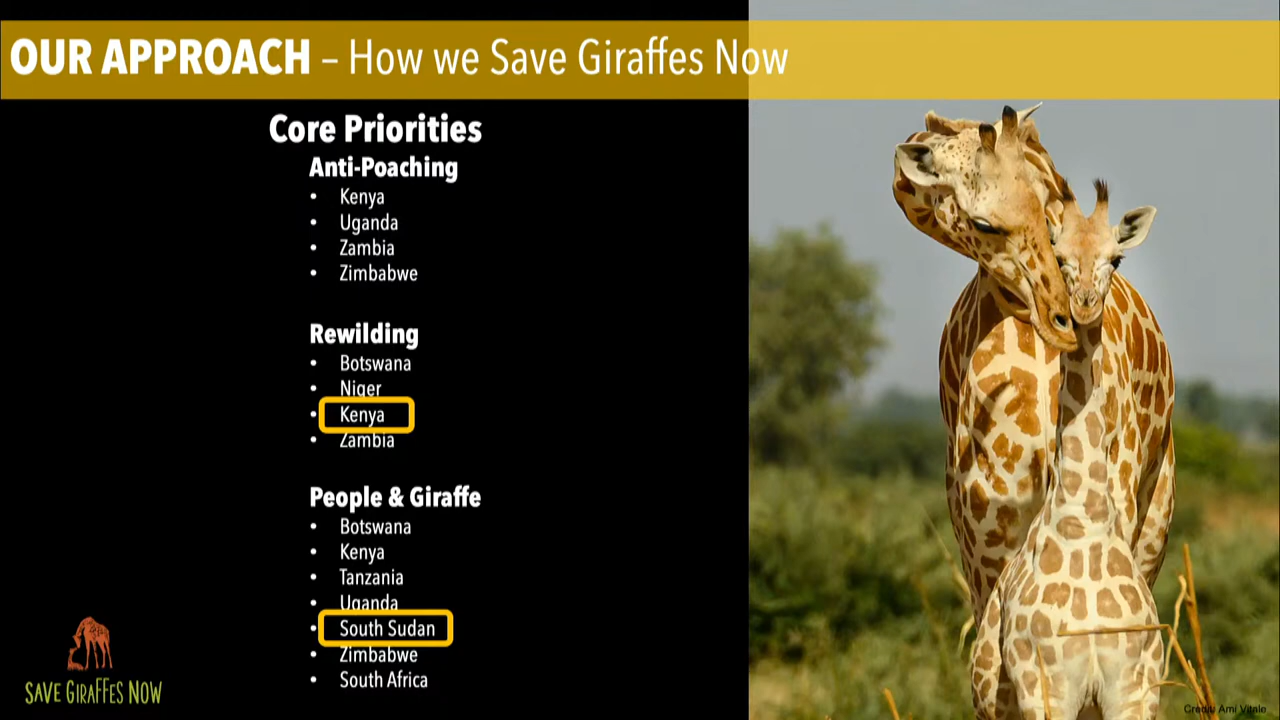 OUR APPROACH – How we Save Giraffes Now
Core Priorities
Anti-Poaching
• Kenya
• Uganda
• Zambia
• Zimbabwe
Rewilding
• Botswana
• Niger
• Kenya
• Zambia
People & Giraffe
• Botswana
• Kenya
• Tanzania
• Uganda
• South Sudan
• Zimbabwe
• South Africa
SAVE GIRAFFES NOW
Credit: Ami Vitale